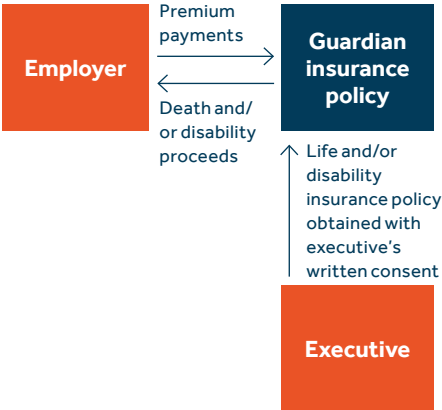 Premium
payments
Employer
Guardian
insurance
policy
Death and/
or disability
proceeds
Life and/or
disability
insurance policy
obtained with
executive's
written consent
Executive